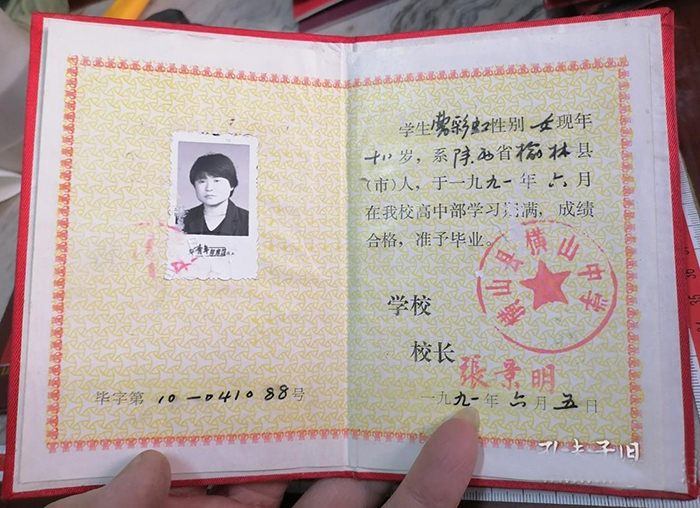 毕字第 10-041088号
学生曹彩虹性别 女现年
十八岁，系陕西省榆林县
（市）人，于一九九一年 六月
在我校高中部学习期满，成绩
合格，准予毕业。
横山县横山中学
学校
校长
張景明
一九九一年 六月 五日